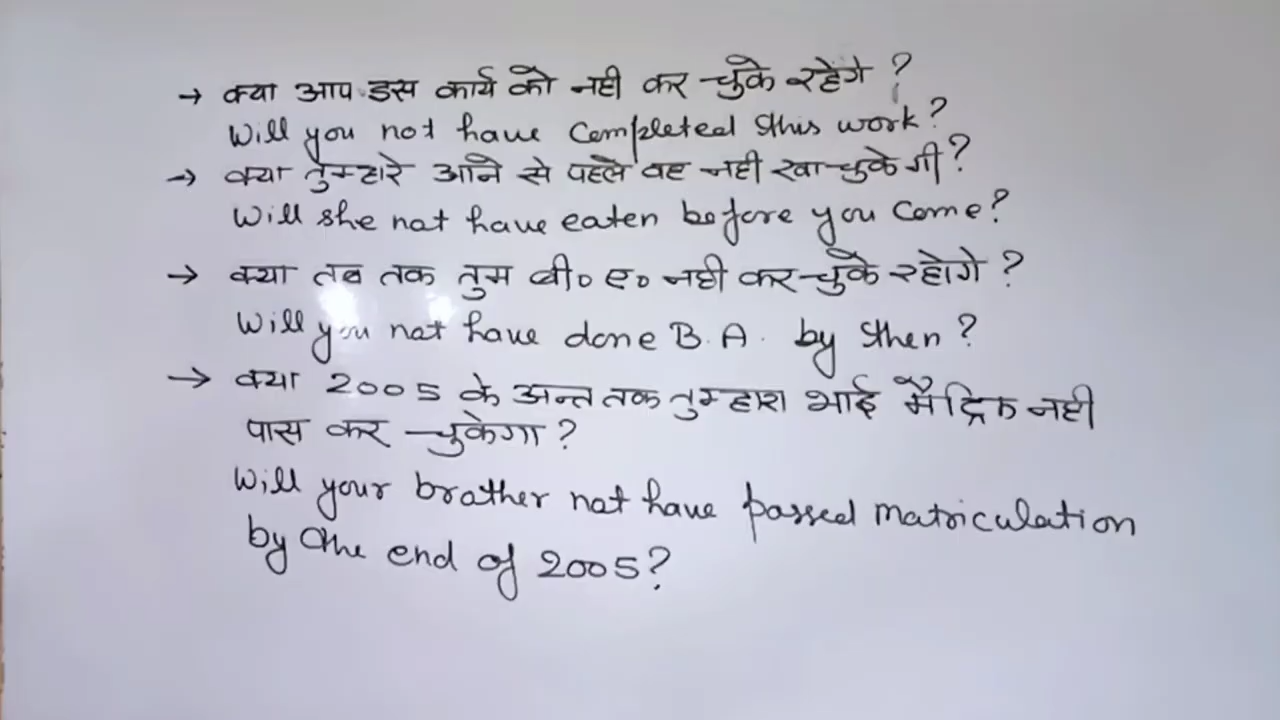 → क्या आप इस कार्य को नही कर चुके रहेगे ?
Will you not have Completed this work?
→ क्या तुम्हारे आने से पहले वह नही खा चुके गी?
Will she not have eaten before you Come?
→ क्या तब तक तुम बी० ए० नही कर चुके रहोगे ?
Will you not have done B.A. by then?
→ क्या 2005 के अन्त तक तुम्हारा भाई मैट्रिक नही
पास कर चुकेगा ?
Will your brather not have passed matriculation
by the end of 2005?